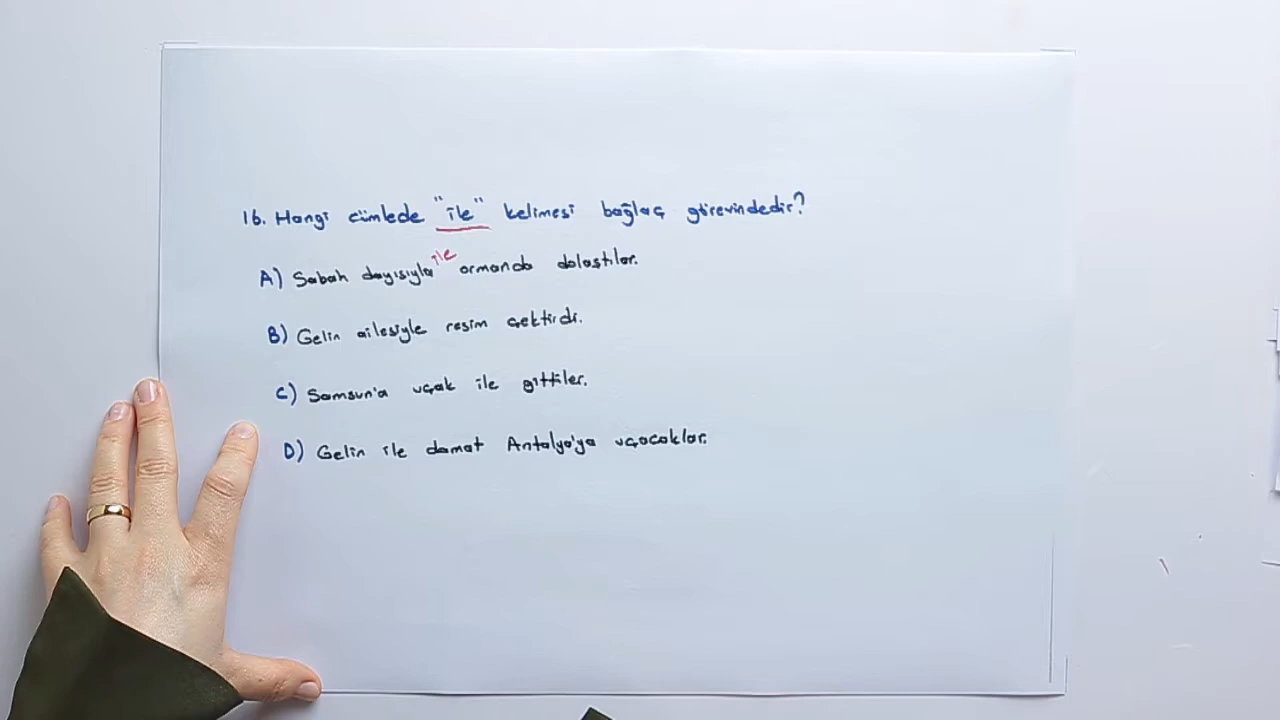 16. Hangi cümlede "ile" kelimesi bağlaç görevindedir?
A) Sabah dayısıyla ile ormanda dolaştılar.
B) Gelin ailesiyle resim çektirdi.
C) Samsun'a uçak ile gittiler.
D) Gelin ile damat Antalya'ya uçacaklar.